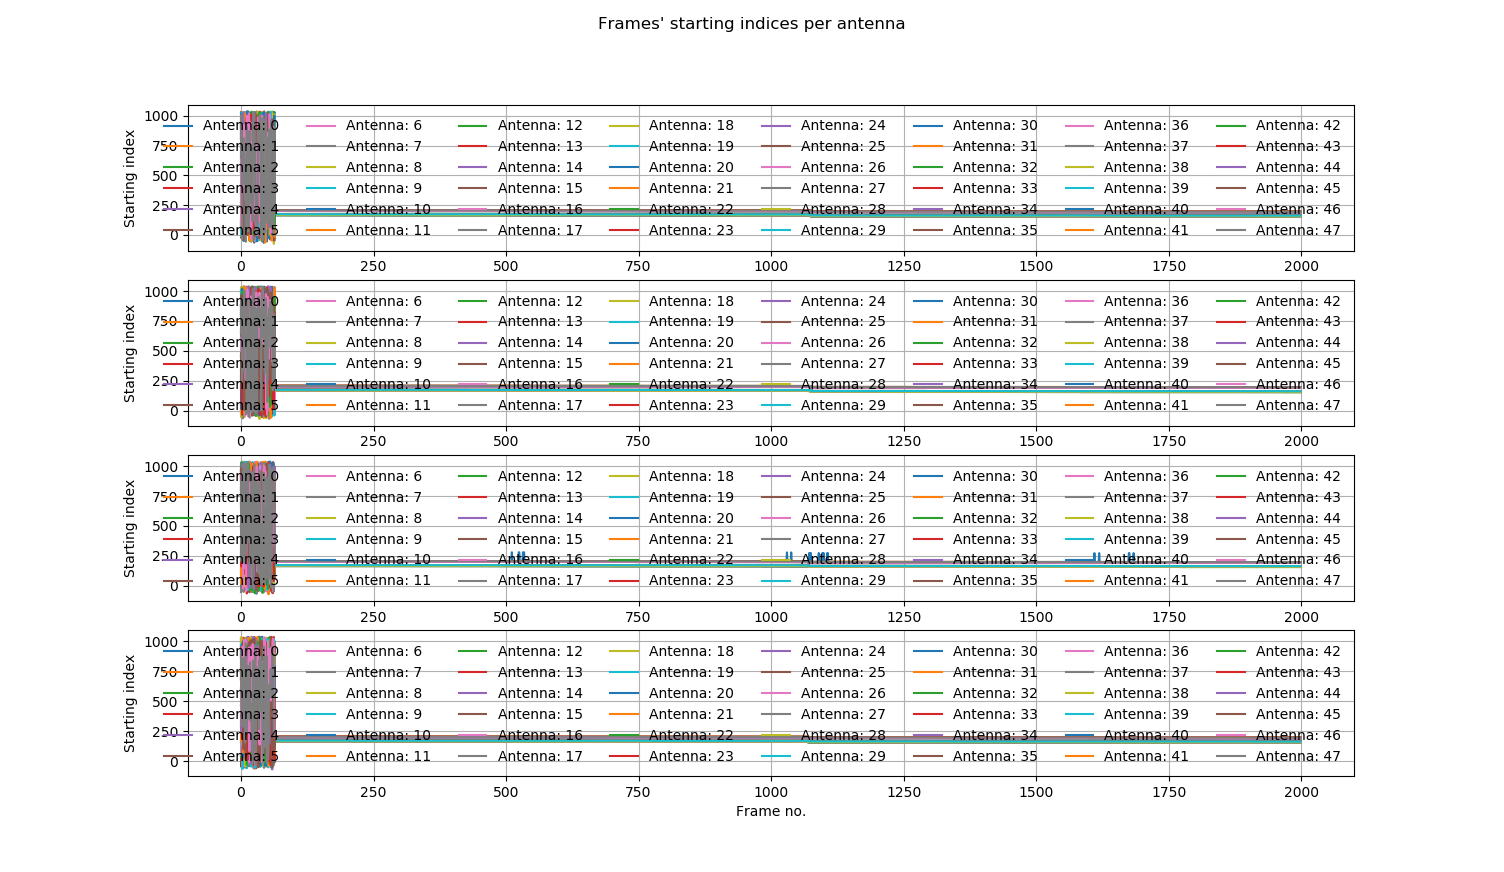 Frames' starting indices per antenna
1000
750
500
250
0
Starting index
Antenna: 0 Antenna: 6 Antenna: 12 Antenna: 18 Antenna: 24 Antenna: 30 Antenna: 36 Antenna: 42
Antenna: 1 Antenna: 7 Antenna: 13 Antenna: 19 Antenna: 25 Antenna: 31 Antenna: 37 Antenna: 43
Antenna: 2 Antenna: 8 Antenna: 14 Antenna: 20 Antenna: 26 Antenna: 32 Antenna: 38 Antenna: 44
Antenna: 3 Antenna: 9 Antenna: 15 Antenna: 21 Antenna: 27 Antenna: 33 Antenna: 39 Antenna: 45
Antenna: 4 Antenna: 10 Antenna: 16 Antenna: 22 Antenna: 28 Antenna: 34 Antenna: 40 Antenna: 46
Antenna: 5 Antenna: 11 Antenna: 17 Antenna: 23 Antenna: 29 Antenna: 35 Antenna: 41 Antenna: 47
0 250 500 750 1000 1250 1500 1750 2000
1000
750
500
250
0
Starting index
Antenna: 0 Antenna: 6 Antenna: 12 Antenna: 18 Antenna: 24 Antenna: 30 Antenna: 36 Antenna: 42
Antenna: 1 Antenna: 7 Antenna: 13 Antenna: 19 Antenna: 25 Antenna: 31 Antenna: 37 Antenna: 43
Antenna: 2 Antenna: 8 Antenna: 14 Antenna: 20 Antenna: 26 Antenna: 32 Antenna: 38 Antenna: 44
Antenna: 3 Antenna: 9 Antenna: 15 Antenna: 21 Antenna: 27 Antenna: 33 Antenna: 39 Antenna: 45
Antenna: 4 Antenna: 10 Antenna: 16 Antenna: 22 Antenna: 28 Antenna: 34 Antenna: 40 Antenna: 46
Antenna: 5 Antenna: 11 Antenna: 17 Antenna: 23 Antenna: 29 Antenna: 35 Antenna: 41 Antenna: 47
0 250 500 750 1000 1250 1500 1750 2000
1000
750
500
250
0
Starting index
Antenna: 0 Antenna: 6 Antenna: 12 Antenna: 18 Antenna: 24 Antenna: 30 Antenna: 36 Antenna: 42
Antenna: 1 Antenna: 7 Antenna: 13 Antenna: 19 Antenna: 25 Antenna: 31 Antenna: 37 Antenna: 43
Antenna: 2 Antenna: 8 Antenna: 14 Antenna: 20 Antenna: 26 Antenna: 32 Antenna: 38 Antenna: 44
Antenna: 3 Antenna: 9 Antenna: 15 Antenna: 21 Antenna: 27 Antenna: 33 Antenna: 39 Antenna: 45
Antenna: 4 Antenna: 10 Antenna: 16 Antenna: 22 Antenna: 28 Antenna: 34 Antenna: 40 Antenna: 46
Antenna: 5 Antenna: 11 Antenna: 17 Antenna: 23 Antenna: 29 Antenna: 35 Antenna: 41 Antenna: 47
0 250 500 750 1000 1250 1500 1750 2000
1000
750
500
250
0
Starting index
Antenna: 0 Antenna: 6 Antenna: 12 Antenna: 18 Antenna: 24 Antenna: 30 Antenna: 36 Antenna: 42
Antenna: 1 Antenna: 7 Antenna: 13 Antenna: 19 Antenna: 25 Antenna: 31 Antenna: 37 Antenna: 43
Antenna: 2 Antenna: 8 Antenna: 14 Antenna: 20 Antenna: 26 Antenna: 32 Antenna: 38 Antenna: 44
Antenna: 3 Antenna: 9 Antenna: 15 Antenna: 21 Antenna: 27 Antenna: 33 Antenna: 39 Antenna: 45
Antenna: 4 Antenna: 10 Antenna: 16 Antenna: 22 Antenna: 28 Antenna: 34 Antenna: 40 Antenna: 46
Antenna: 5 Antenna: 11 Antenna: 17 Antenna: 23 Antenna: 29 Antenna: 35 Antenna: 41 Antenna: 47
0 250 500 750 1000 1250 1500 1750 2000
Frame no.